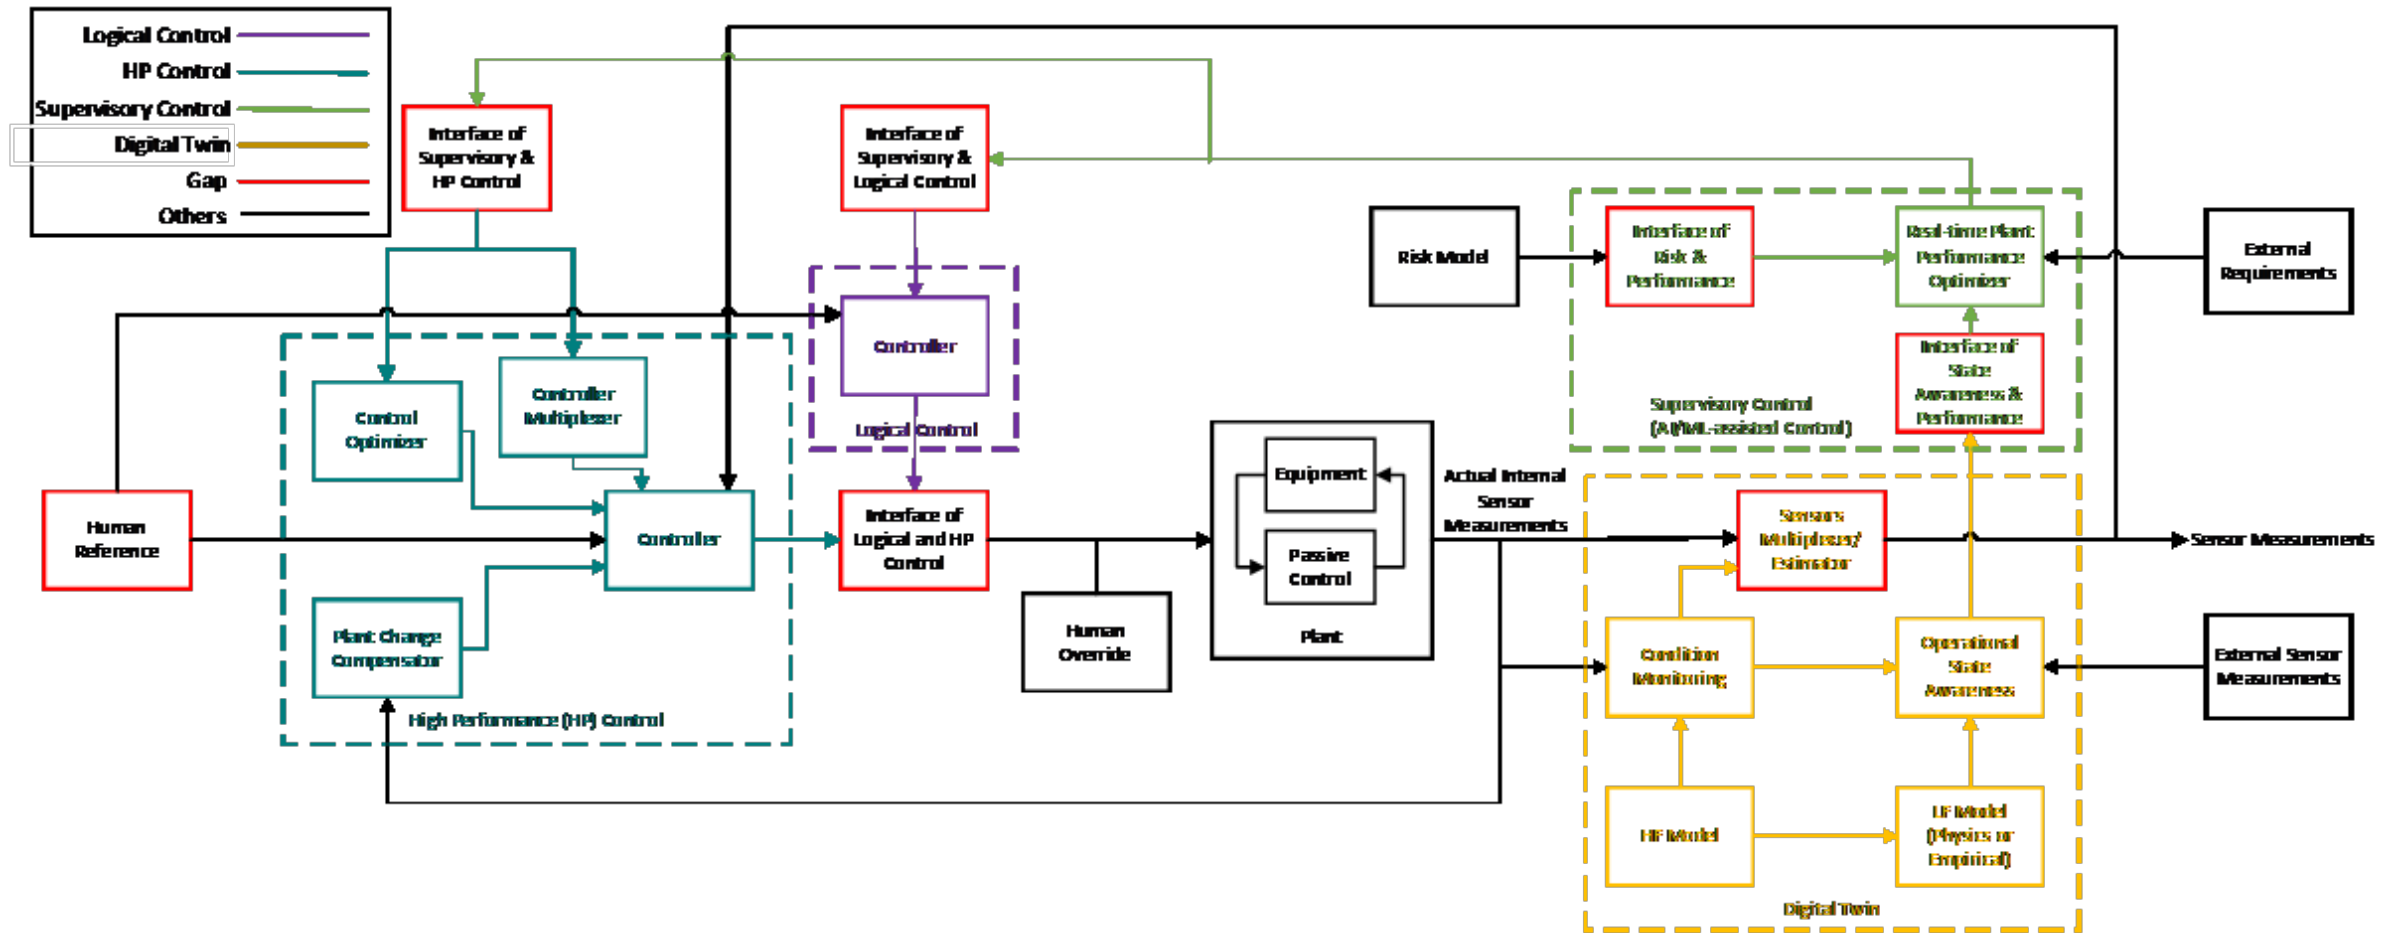 Logical Control
HP Control
Supervisory Control
Digital Twin
Gap
Others
Interface of
Supervisory &
HP Control
Interface of
Supervisory &
Logical Control
Risk Model
Interface of
Risk &
Performance
Real-time Plant
Performance
Optimizer
External
Requirements
Controller
Logical Control
Interface of
State
Awareness &
Performance
Supervisory Control
(AI/ML-assisted Control)
Control
Optimizer
Controller
Multiplexer
Human
Reference
Controller
Interface of
Logical and HP
Control
Equipment
Passive
Control
Plant
Actual Internal
Sensor
Measurements
Sensors
Multiplexer/
Estimator
Sensor Measurements
Plant Change
Compensator
High Performance (HP) Control
Human
Override
Condition
Monitoring
Operational
State
Awareness
External Sensor
Measurements
HF Model
LF Model
(Physics or
Empirical)
Digital Twin